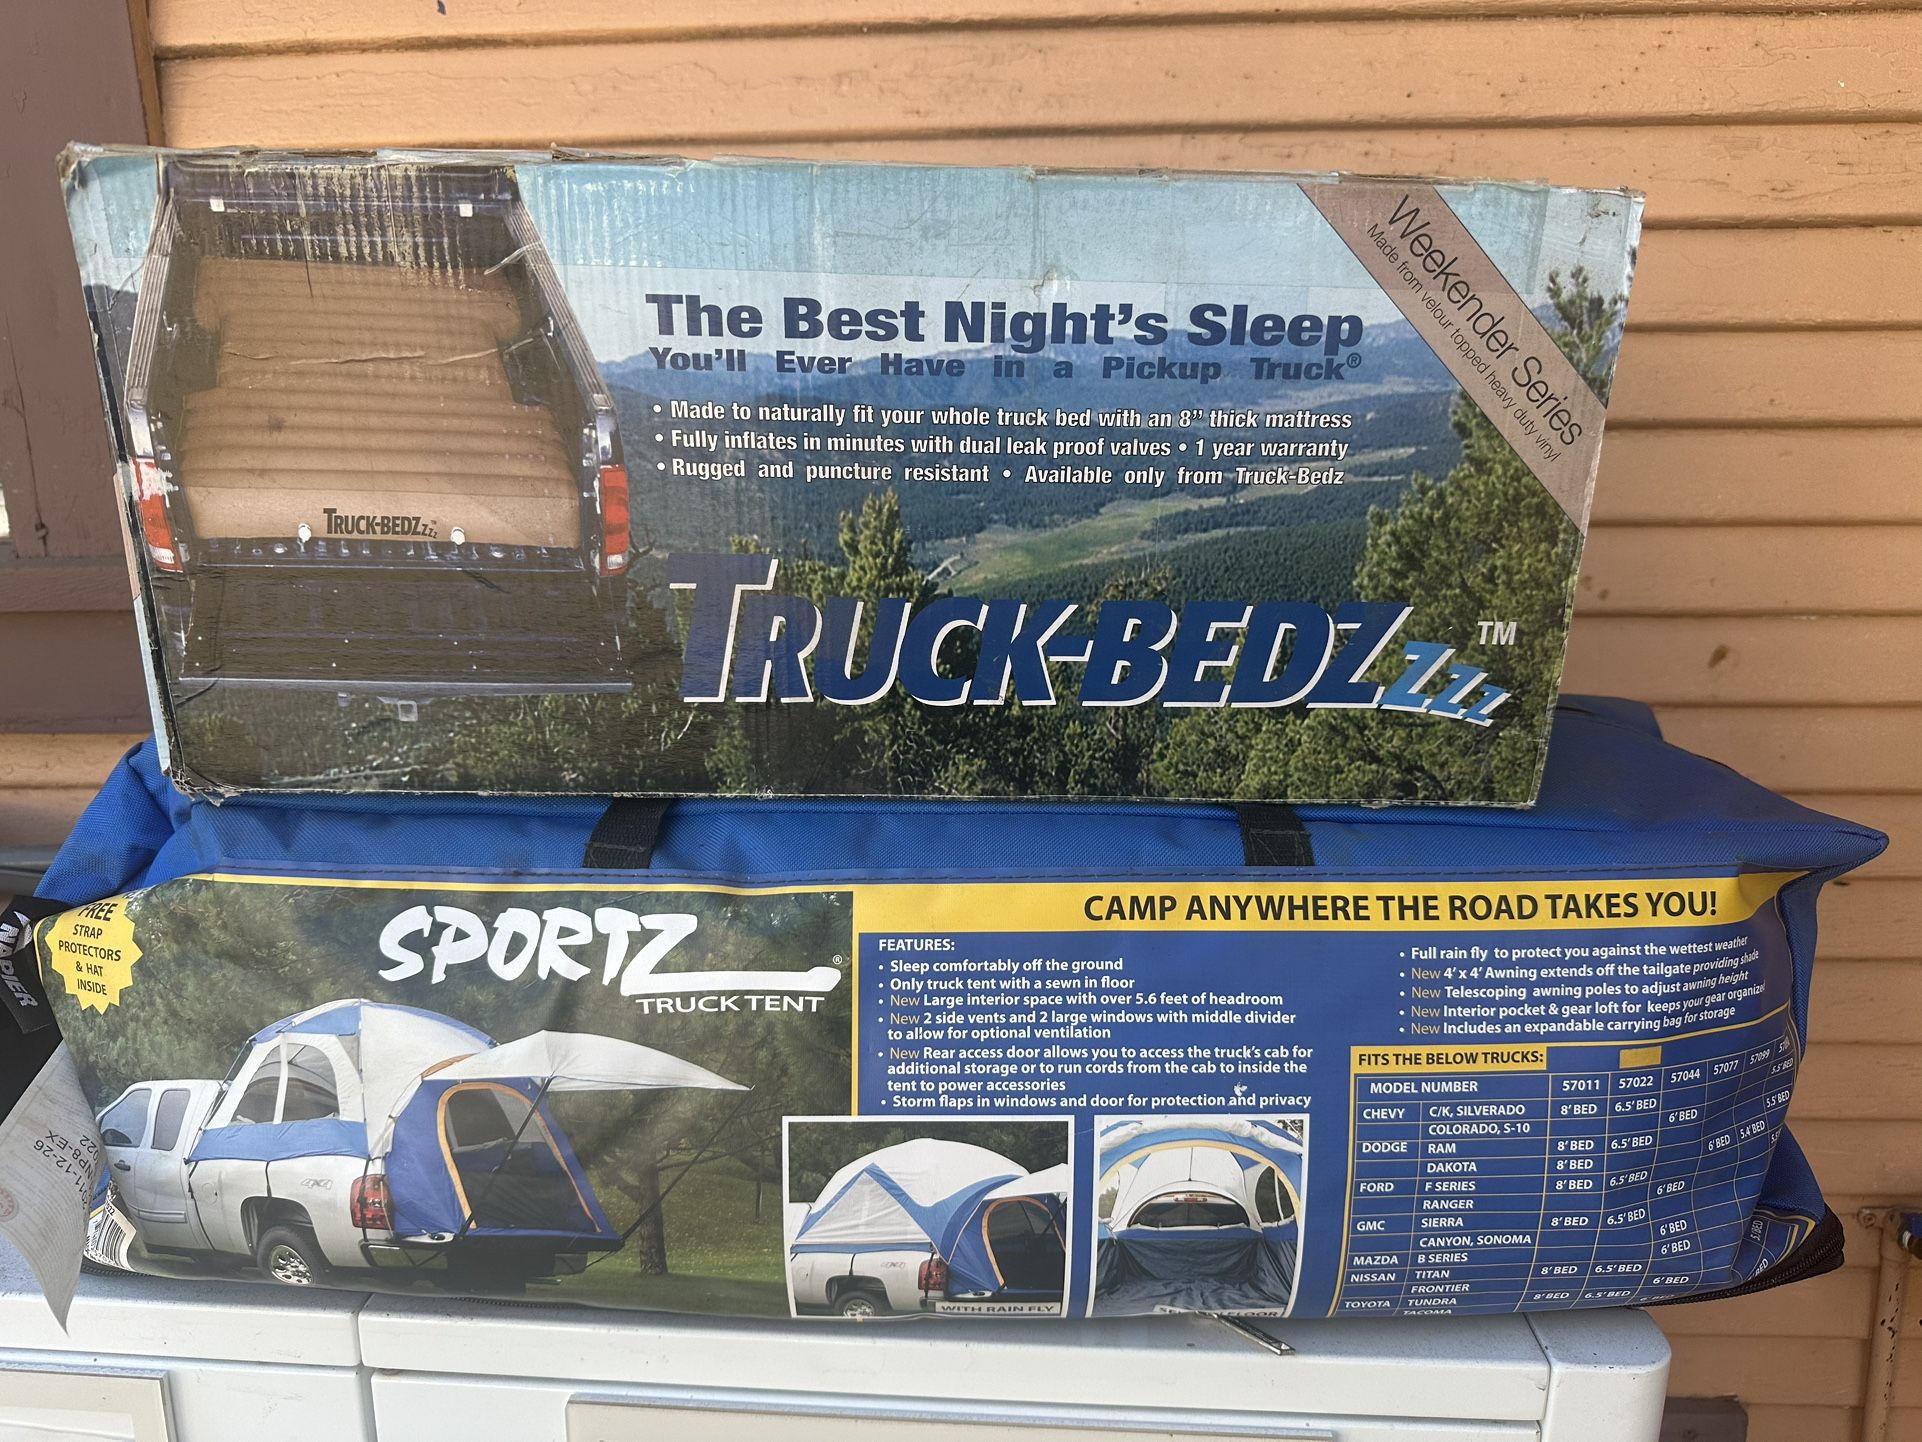 Weekender Series
Made from velour topped heavy duty vinyl
The Best Night's Sleep
You'll Ever Have in a Pickup Truck®
• Made to naturally fit your whole truck bed with an 8" thick mattress
• Fully inflates in minutes with dual leak proof valves • 1 year warranty
• Rugged and puncture resistant • Available only from Truck-Bedz
TRUCK-BEDZzzz™
TRUCK-BEDZzzz™
NAPIER
FREE
STRAP
PROTECTORS
& HAT
INSIDE
SPORTZ®
TRUCK TENT
4X4
CAMP ANYWHERE THE ROAD TAKES YOU!
FEATURES:
• Sleep comfortably off the ground
• Only truck tent with a sewn in floor
• New Large interior space with over 5.6 feet of headroom
• New 2 side vents and 2 large windows with middle divider
to allow for optional ventilation
• New Rear access door allows you to access the truck's cab for
additional storage or to run cords from the cab to inside the
tent to power accessories
• Storm flaps in windows and door for protection and privacy
• Full rain fly to protect you against the wettest weather
• New 4' x 4' Awning extends off the tailgate providing shade
• New Telescoping awning poles to adjust awning height
• New Interior pocket & gear loft for keeps your gear organized
• New Includes an expandable carrying bag for storage
WITH RAIN FLY
FLOOR
FITS THE BELOW TRUCKS:
MODEL NUMBER 57011 57022 57044 57077 57099
CHEVY C/K, SILVERADO 8' BED 6.5' BED 5.5' BED
COLORADO, S-10 6' BED
DODGE RAM 8' BED 6.5' BED 6' BED 5.4' BED 5.5' BED
DAKOTA 8' BED
FORD F SERIES 8' BED 6.5' BED
RANGER 6' BED
GMC SIERRA 8' BED 6.5' BED
CANYON, SONOMA 6' BED
MAZDA B SERIES 6' BED
NISSAN TITAN 8' BED 6.5' BED
FRONTIER 6' BED
TOYOTA TUNDRA 8' BED 6.5' BED
TACOMA